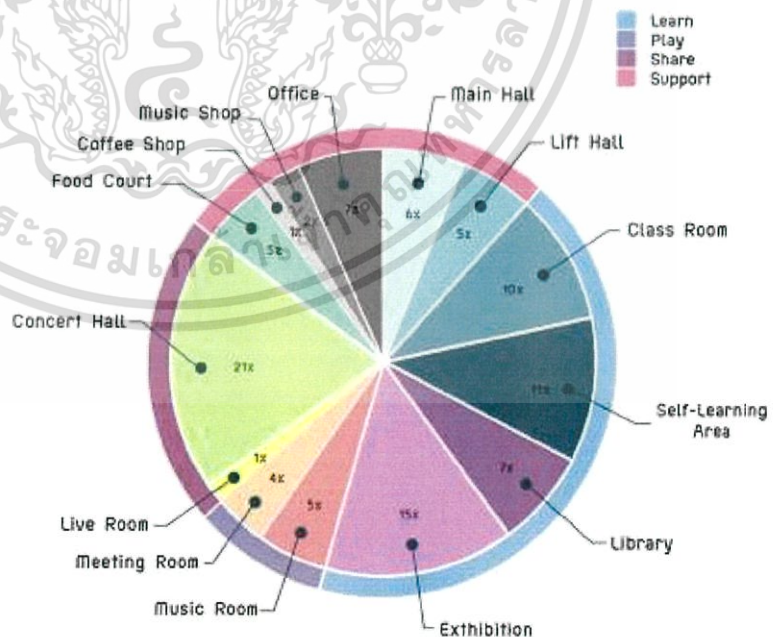 Learn
Play
Share
Support
Office
Main Hall
Music Shop
Lift Hall
Coffee Shop
Food Court
Class Room
Concert Hall
Self-Learning
Area
Live Room
Library
Meeting Room
Music Room
Exthibition
7%
6%
5%
10%
11%
7%
15%
5%
4%
1%
21%
5%
1%
2%